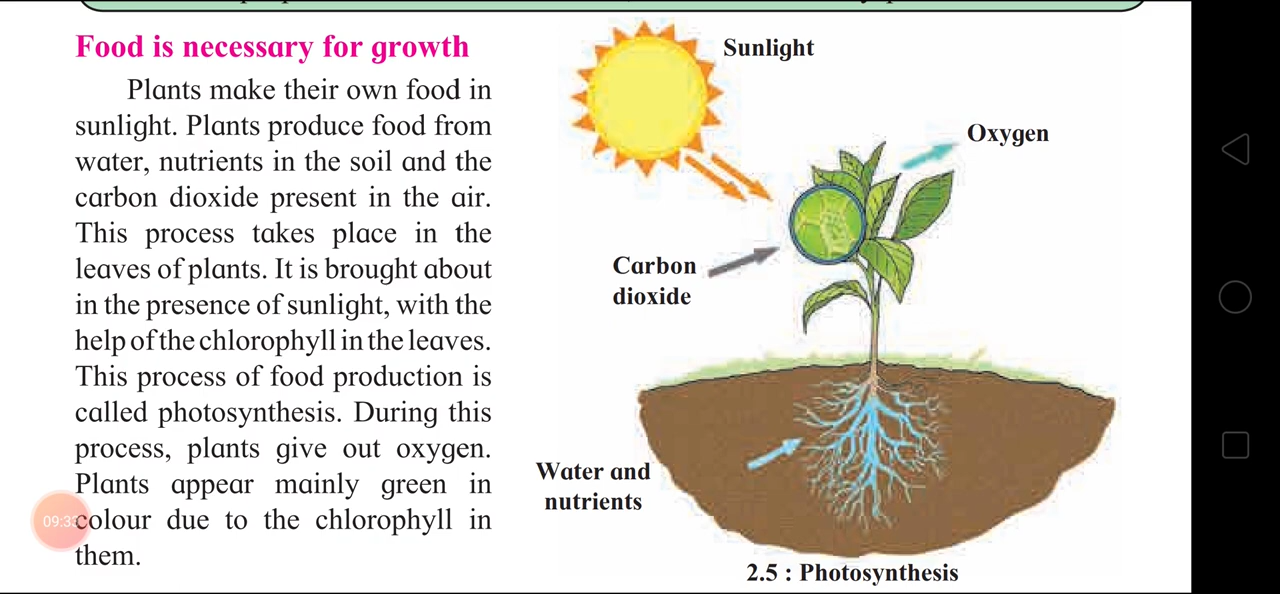 Food is necessary for growth
Plants make their own food in
sunlight. Plants produce food from
water, nutrients in the soil and the
carbon dioxide present in the air.
This process takes place in the
leaves of plants. It is brought about
in the presence of sunlight, with the
help of the chlorophyll in the leaves.
This process of food production is
called photosynthesis. During this
process, plants give out oxygen.
Plants appear mainly green in
colour due to the chlorophyll in
them.
Sunlight
Oxygen
Carbon
dioxide
Water and
nutrients
2.5 : Photosynthesis